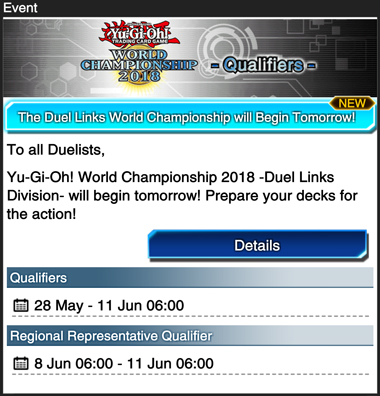 Event
Yu-Gi-Oh!
TRADING CARD GAME
WORLD
CHAMPIONSHIP
2018
- Qualifiers -
NEW
The Duel Links World Championship will Begin Tomorrow!
To all Duelists,
Yu-Gi-Oh! World Championship 2018 -Duel Links
Division- will begin tomorrow! Prepare your decks for
the action!
Details
Qualifiers
28 May - 11 Jun 06:00
Regional Representative Qualifier
8 Jun 06:00 - 11 Jun 06:00